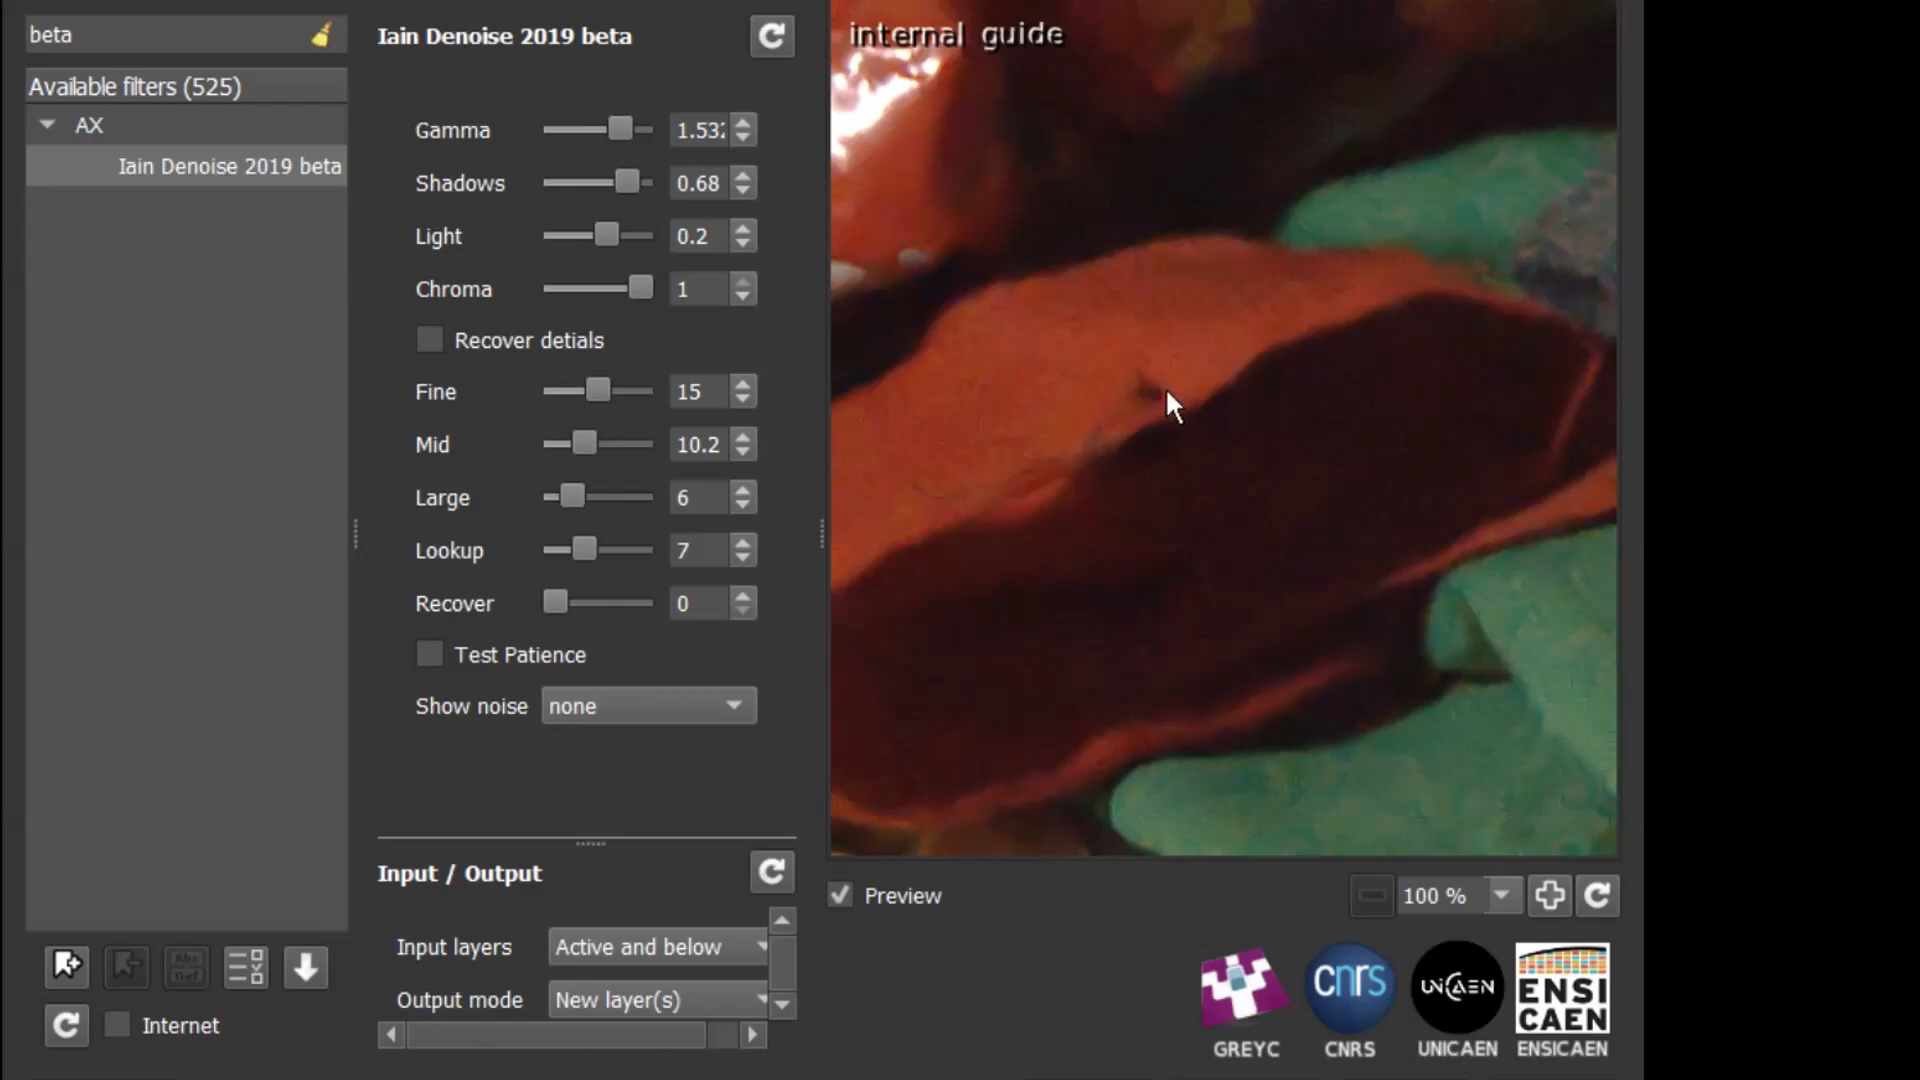 beta
Available filters (525)
AX
Iain Denoise 2019 beta
Internet
Iain Denoise 2019 beta
Gamma 1.532
Shadows 0.68
Light 0.2
Chroma 1
Recover detials
Fine 15
Mid 10.2
Large 6
Lookup 7
Recover 0
Test Patience
Show noise none
Input / Output
Input layers Active and below
Output mode New layer(s)
internal guide
Preview
100 %
cnrs
UNICAEN
ENSI
CAEN
GREYC CNRS UNICAEN ENSICAEN